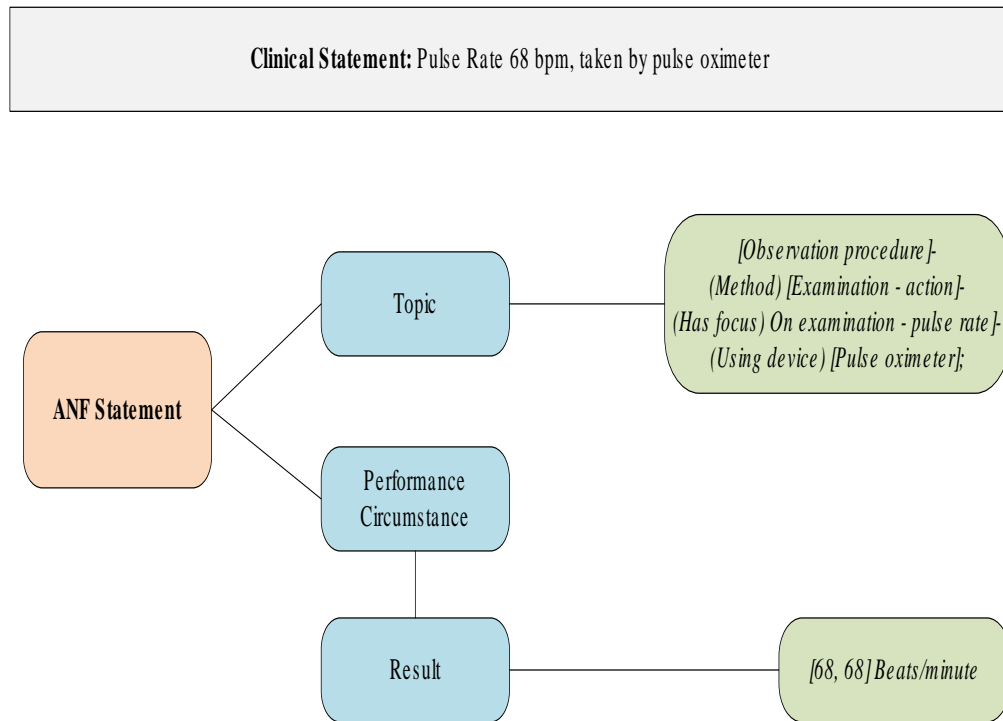 Clinical Statement: Pulse Rate 68 bpm, taken by pulse oximeter
Topic
[Observation procedure]-
(Method) [Examination - action]-
(Has focus) On examination - pulse rate]-
(Using device) [Pulse oximeter];
ANF Statement
Performance
Circumstance
Result
[68, 68] Beats/minute